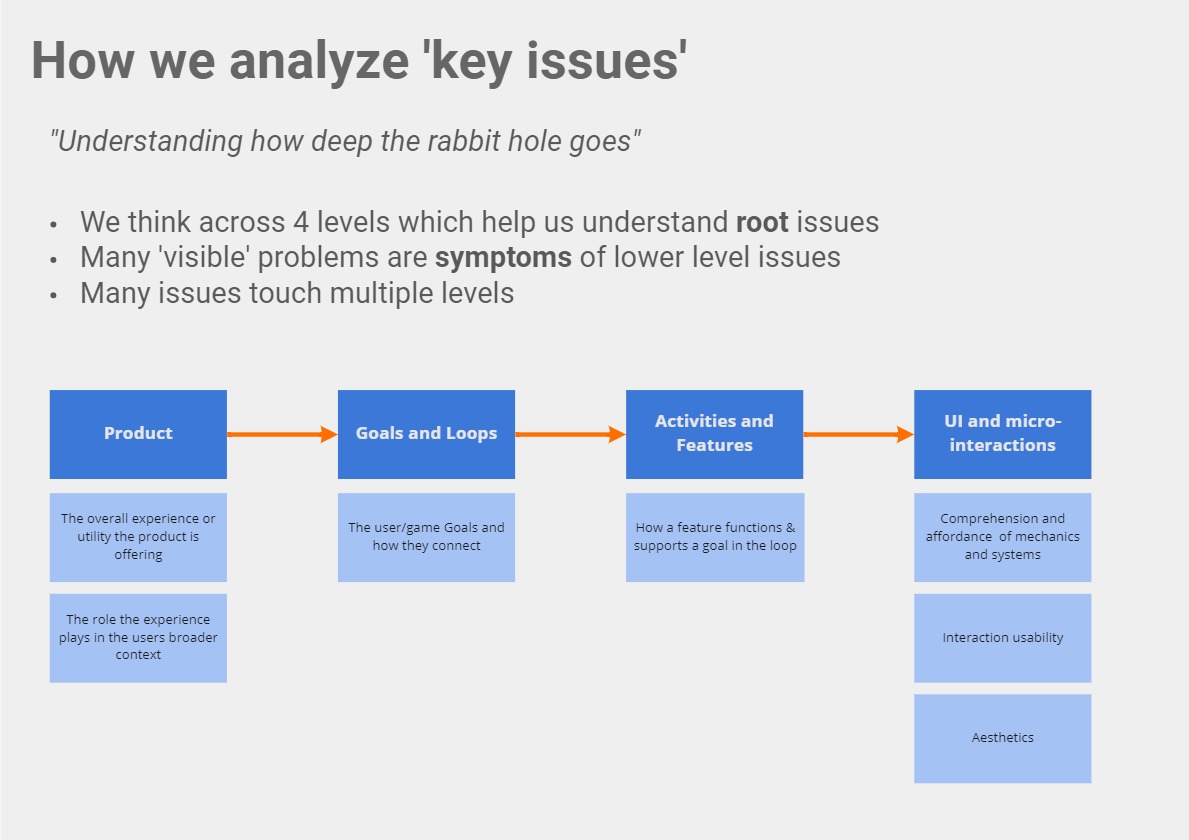 How we analyze 'key issues'
"Understanding how deep the rabbit hole goes"
• We think across 4 levels which help us understand root issues
• Many 'visible' problems are symptoms of lower level issues
• Many issues touch multiple levels
Product
The overall experience or
utility the product is
offering
The role the experience
plays in the users broader
context
Goals and Loops
The user/game Goals and
how they connect
Activities and
Features
How a feature functions &
supports a goal in the loop
UI and micro-
interactions
Comprehension and
affordance  of mechanics
and systems
Interaction usability
Aesthetics